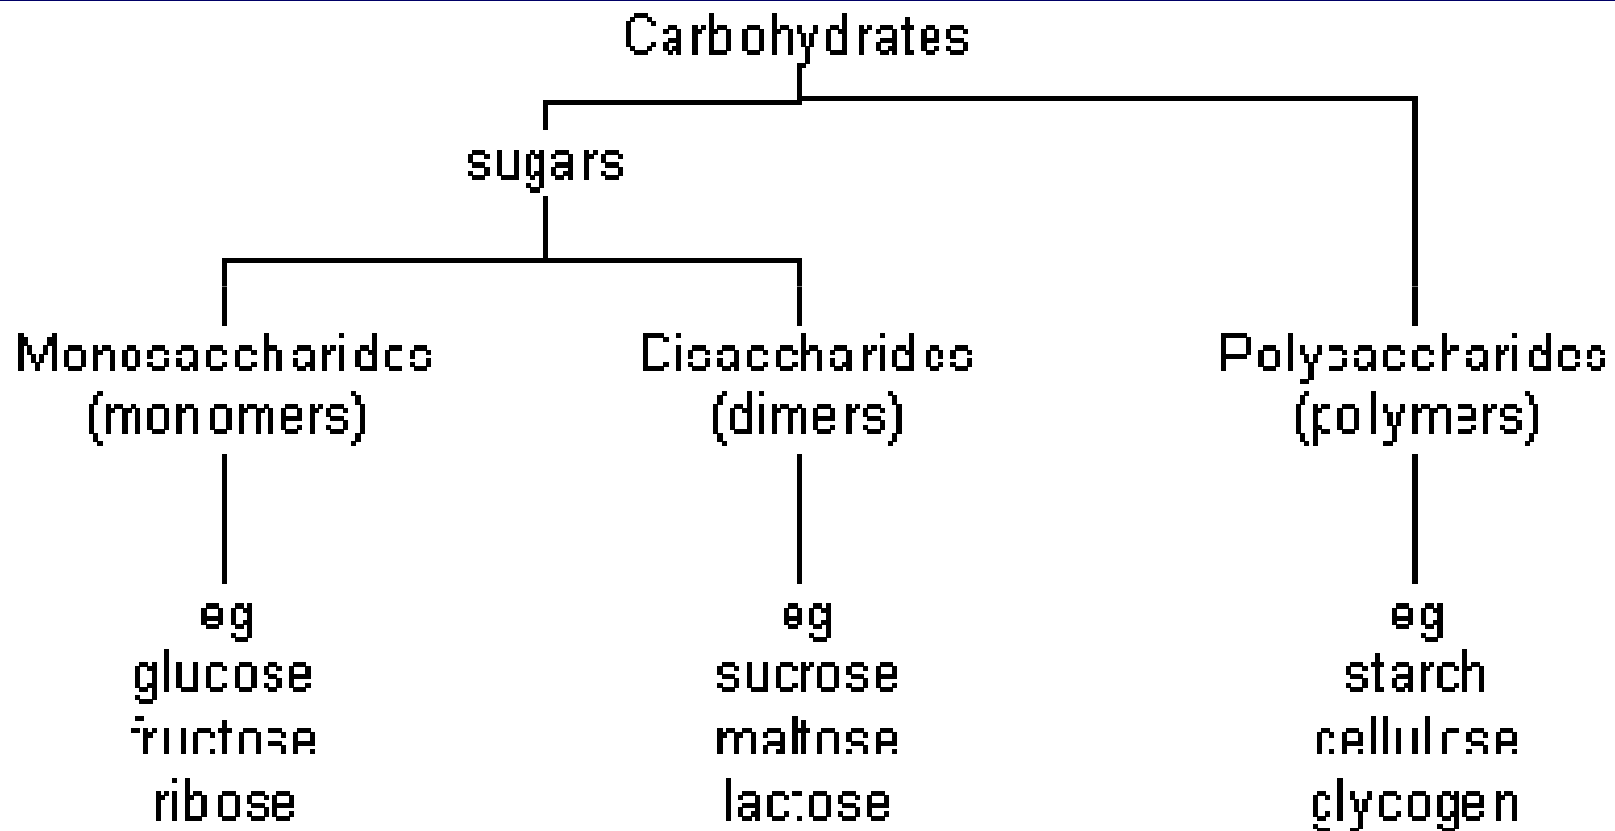 Carbohydrates
sugars
Monosaccharides
(monomers)
Disaccharides
(dimers)
Polysaccharides
(polymers)
eg
glucose
fructose
ribose
eg
sucrose
maltose
lactose
eg
starch
cellulose
glycogen